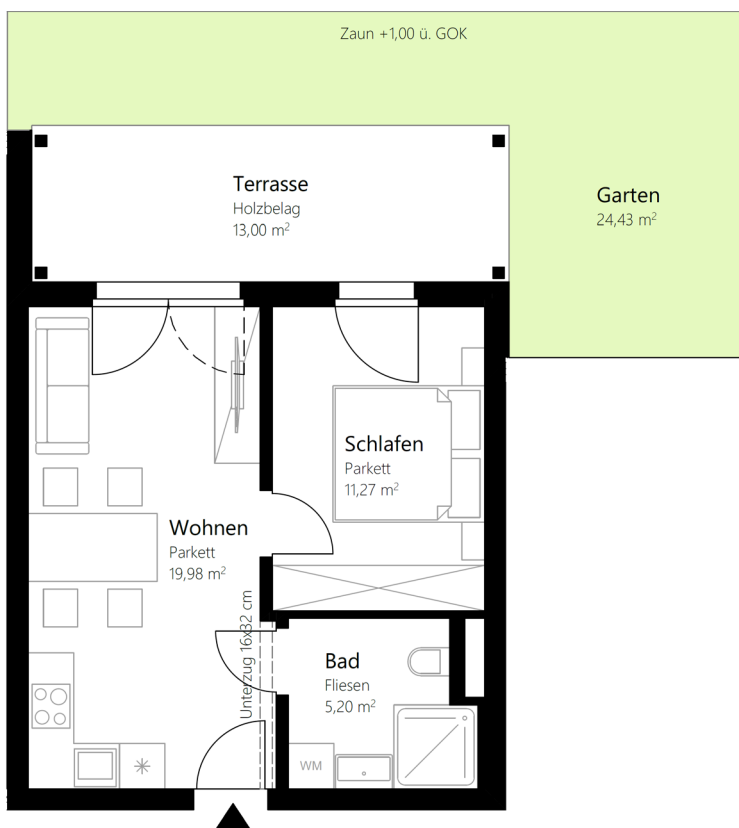 Zaun +1,00 ü. GOK
Terrasse
Holzbelag
13,00 m²
Garten
24,43 m²
Schlafen
Parkett
11,27 m²
Wohnen
Parkett
19,98 m²
Unterzug 16x32 cm
Bad
Fliesen
5,20 m²
WM